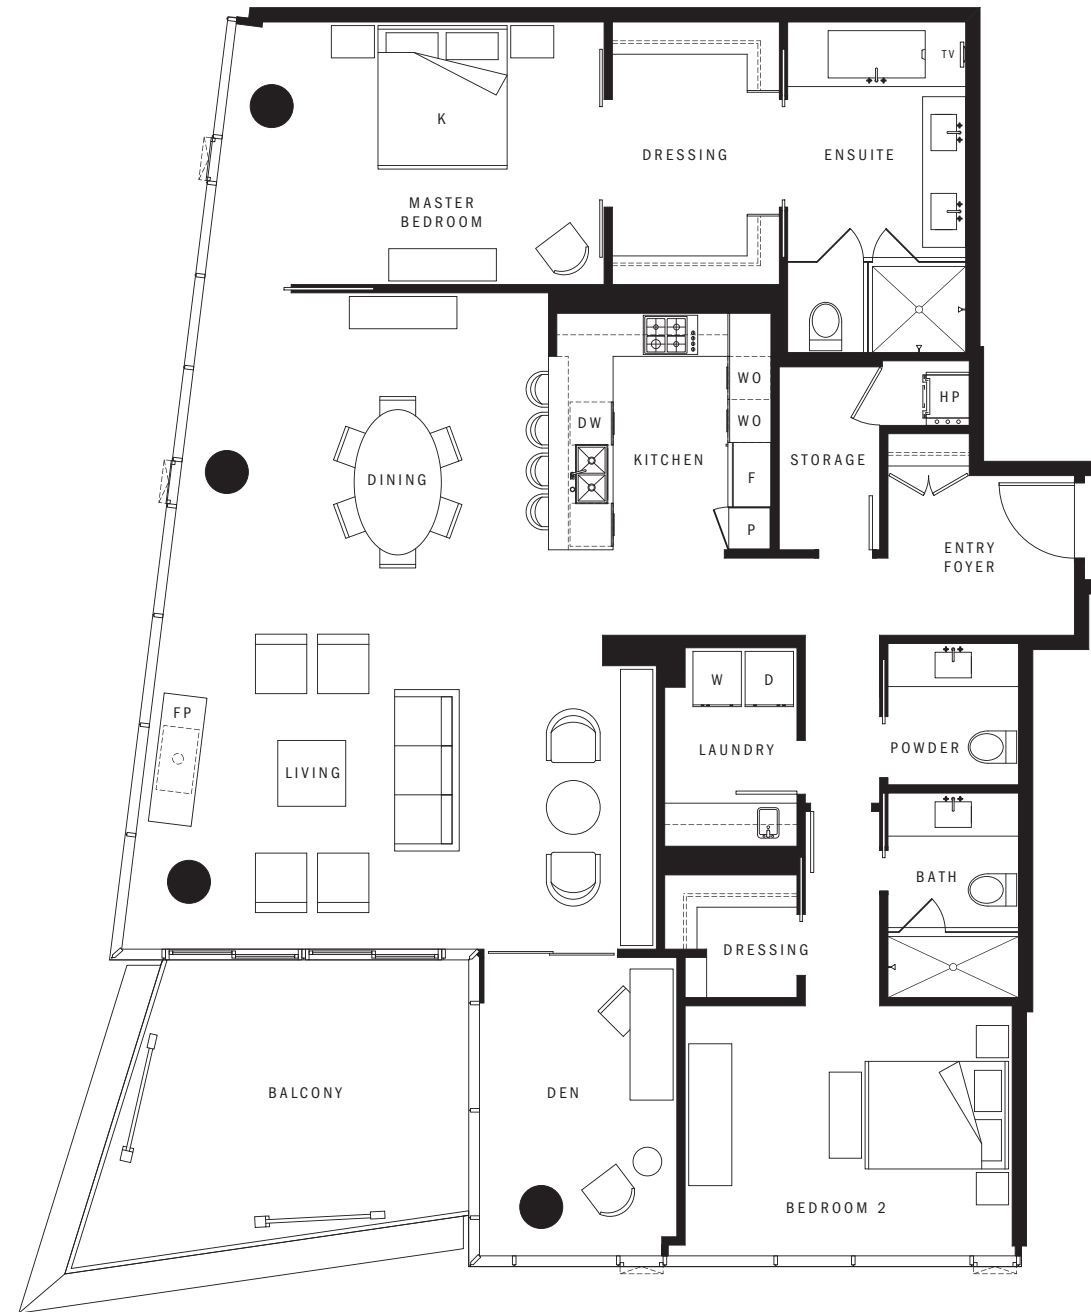 TV
K
DRESSING
ENSUITE
MASTER
BEDROOM
WO
HP
WO
DW
KITCHEN
STORAGE
DINING
F
P
ENTRY
FOYER
W
D
FP
LAUNDRY
POWDER
LIVING
BATH
DRESSING
BALCONY
DEN
BEDROOM 2